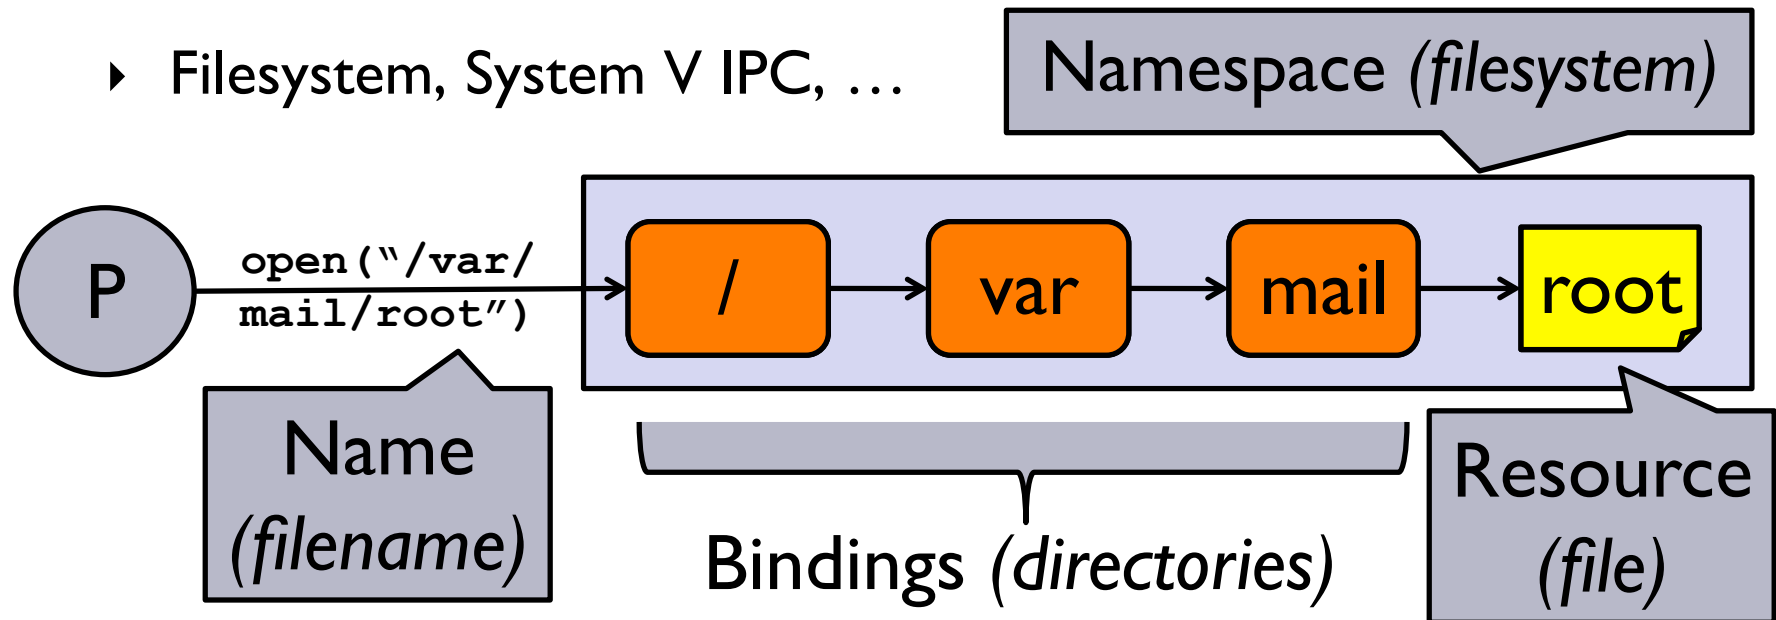 ‣ Filesystem, System V IPC, …
Namespace (filesystem)
P
open(“/var/
mail/root”)
/
var
mail
root
Name
(filename)
Bindings (directories)
Resource
(file)